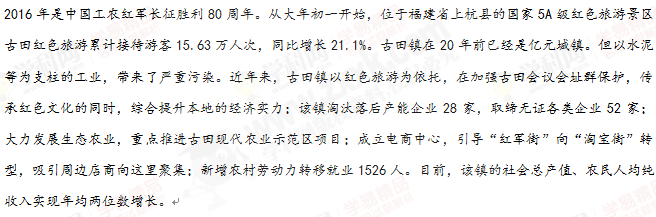 2016 年是中国工农红军长征胜利 80 周年。从大年初一开始，位于福建省上杭县的国家 5A 级红色旅游景区
古田红色旅游累计接待游客 15.63 万人次，同比增长 21.1%。古田镇在 20 年前已经是亿元城镇。但以水泥
等为支柱的工业，带来了严重污染。近年来，古田镇以红色旅游为依托，在加强古田会议会址群保护，传
承红色文化的同时，综合提升本地的经济实力；该镇淘汰落后产能企业 28 家，取缔无证各类企业 52 家；
大力发展生态农业，重点推进古田现代农业示范区项目；成立电商中心，引导“红军街”向“淘宝街”转
型，吸引周边店商向这里聚集；新增农村劳动力转移就业 1526 人。目前，该镇的社会总产值、农民人均纯
收入实现年均两位数增长。